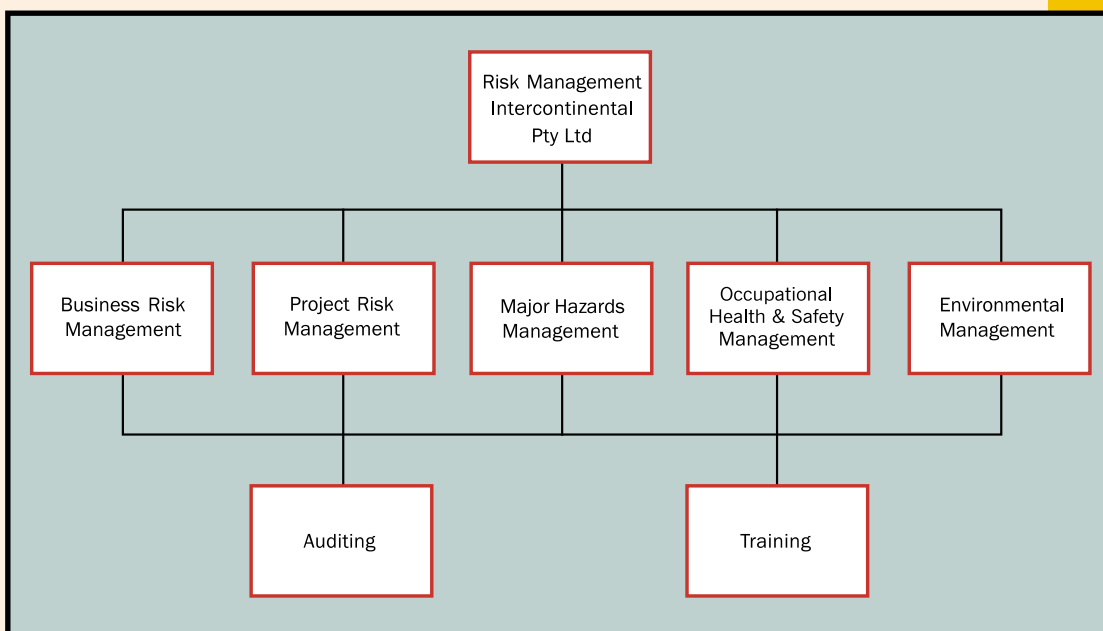 Risk Management
Intercontinental
Pty Ltd
Business Risk
Management
Project Risk
Management
Major Hazards
Management
Occupational
Health & Safety
Management
Environmental
Management
Auditing
Training